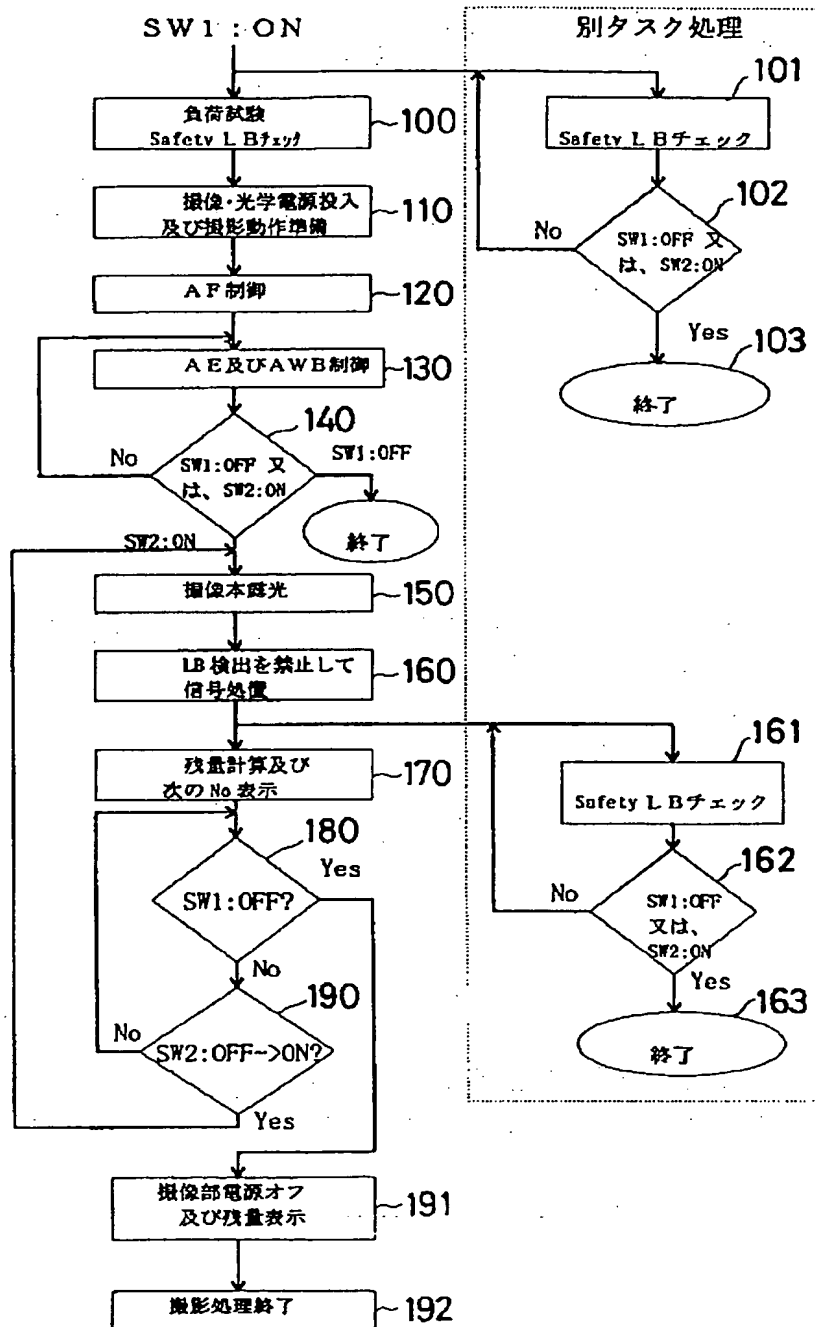 SW1:ON
別タスク処理
負荷試験
Safety LBチェック
100
撮像・光学電源投入
及び撮影動作準備
110
AF制御
120
AE及びAWB制御
130
140
SW1:OFF 又
は、SW2:ON
No
SW1:OFF
終了
SW2:ON
撮像本露光
150
LB検出を禁止して
信号処置
160
残量計算及び
次のNo表示
170
180
SW1:OFF?
Yes
No
190
SW2:OFF->ON?
No
Yes
撮像部電源オフ
及び残量表示
191
撮影処理終了
192
101
Safety LBチェック
102
SW1:OFF 又
は、SW2:ON
No
Yes
103
終了
161
Safety LBチェック
162
SW1:OFF
又は、
SW2:ON
No
Yes
163
終了